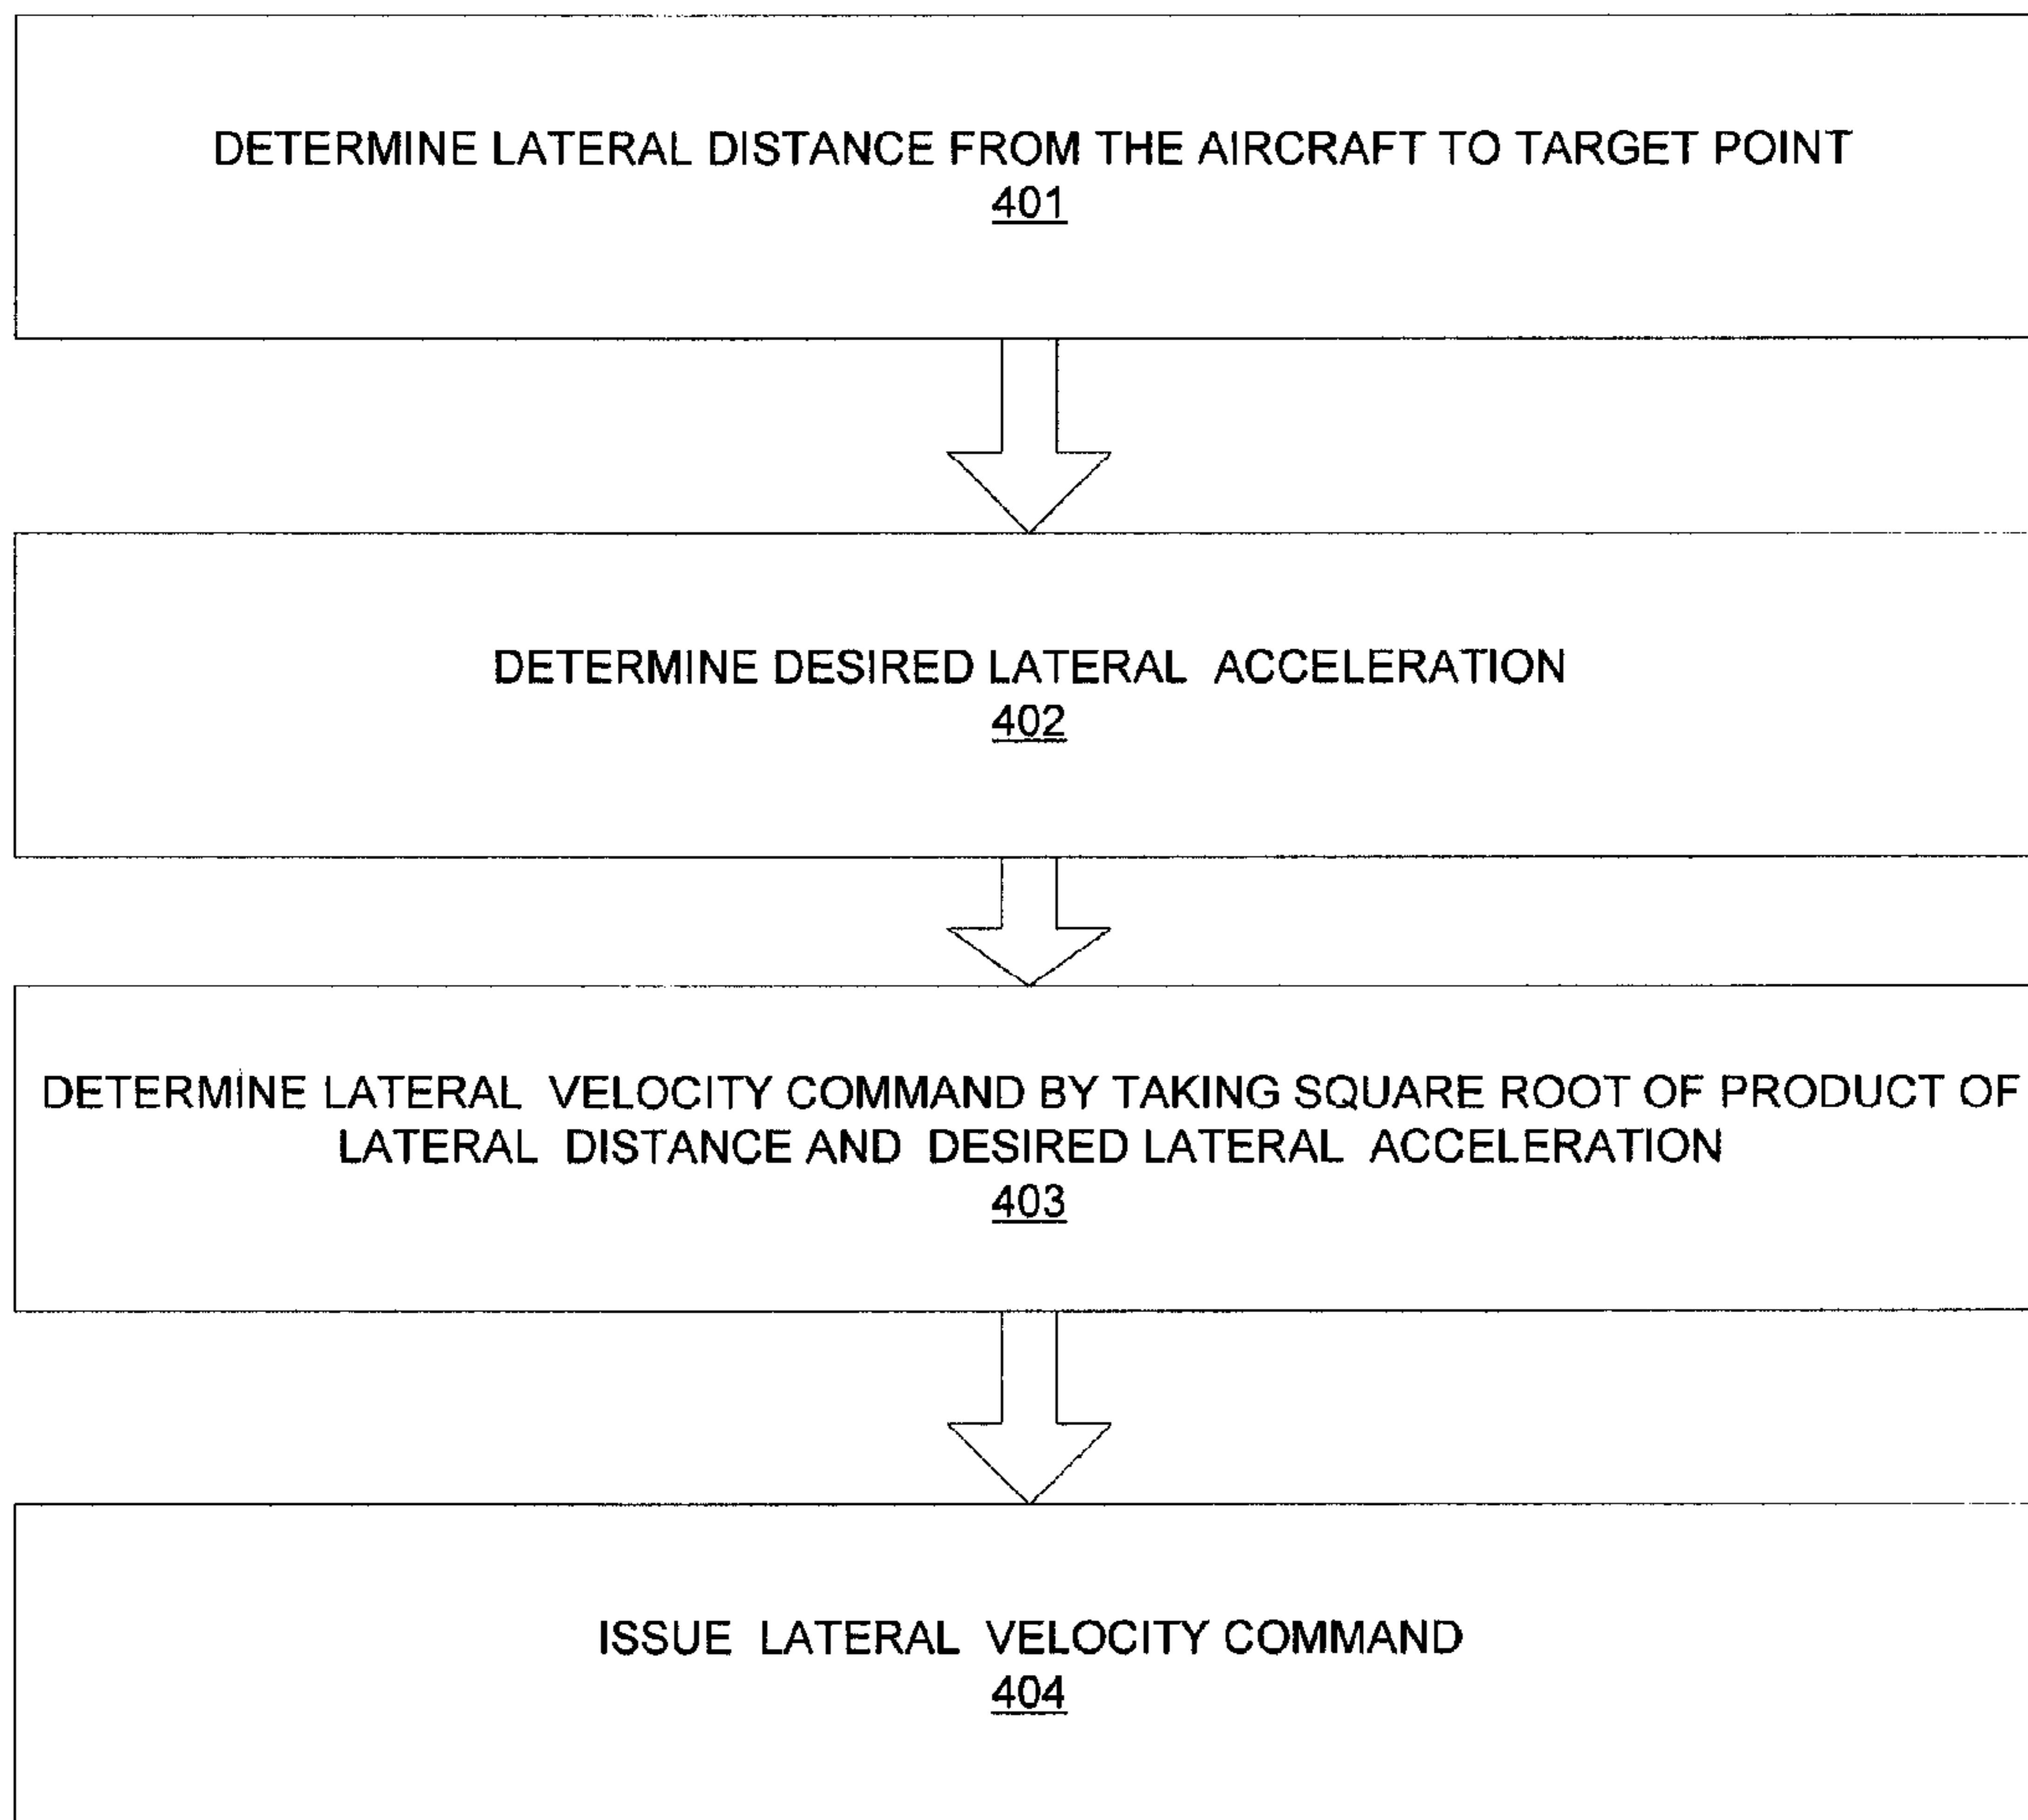 DETERMINE LATERAL DISTANCE FROM THE AIRCRAFT TO TARGET POINT
401
DETERMINE DESIRED LATERAL ACCELERATION
402
DETERMINE LATERAL VELOCITY COMMAND BY TAKING SQUARE ROOT OF PRODUCT OF
LATERAL DISTANCE AND DESIRED LATERAL ACCELERATION
403
ISSUE LATERAL VELOCITY COMMAND
404